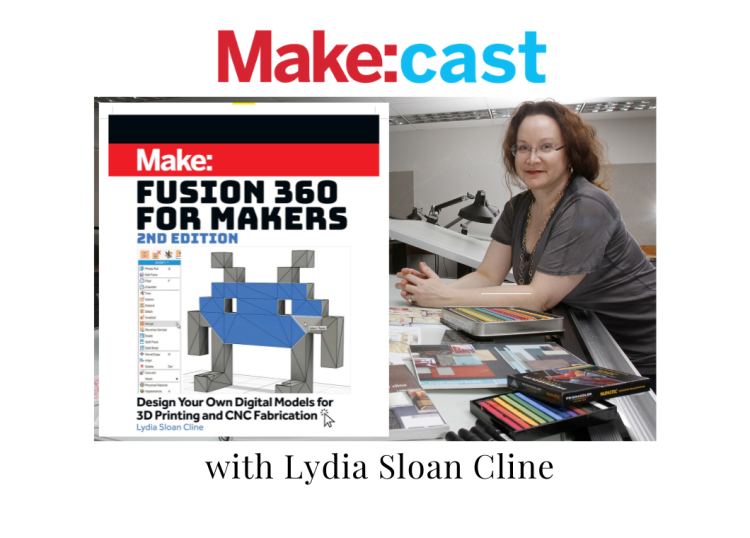 Make:cast
Make:
FUSION 360
FOR MAKERS
2ND EDITION
Design Your Own Digital Models for
3D Printing and CNC Fabrication
Lydia Sloan Cline
PRISMACOLOR
with Lydia Sloan Cline